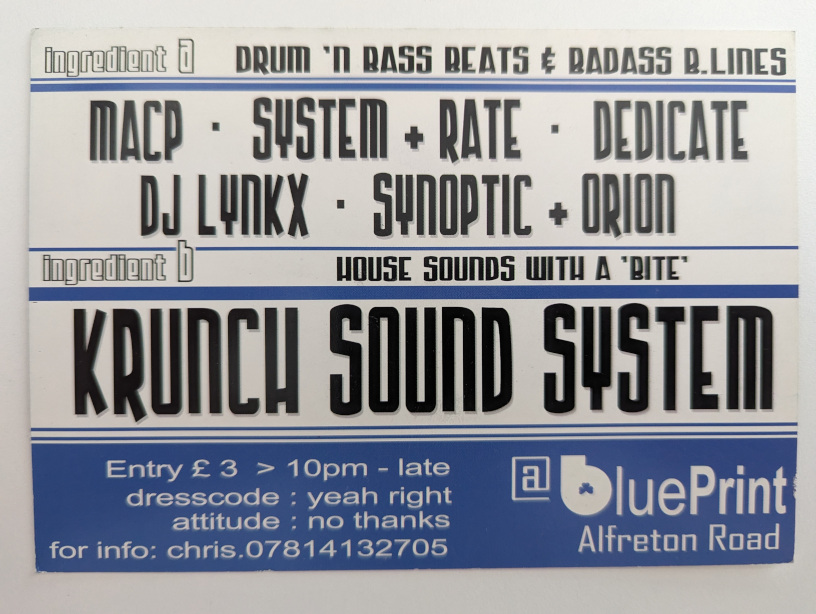 ingredient a DRUM 'N BASS BEATS & BADASS B.LINES
MACP · SYSTEM + RATE · DEDICATE
DJ LYNKX · SYNOPTIC + ORION
ingredient b HOUSE SOUNDS WITH A 'BITE'
KRUNCH SOUND SYSTEM
Entry £ 3 > 10pm - late
dresscode : yeah right
attitude : no thanks
for info: chris.07814132705
@ bluePrint
Alfreton Road